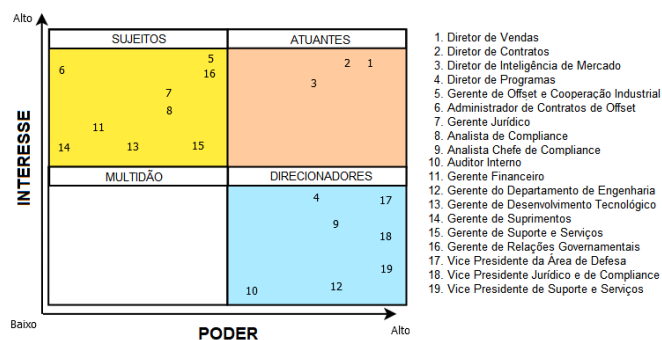 Alto
SUJEITOS
ATUANTES
5
6
16
7
8
11
14
13
15
2
1
3
INTERESSE
MULTIDÃO
DIRECIONADORES
4
17
9
18
19
10
12
Baixo
PODER
Alto
1. Diretor de Vendas
2. Diretor de Contratos
3. Diretor de Inteligência de Mercado
4. Diretor de Programas
5. Gerente de Offset e Cooperação Industrial
6. Administrador de Contratos de Offset
7. Gerente Jurídico
8. Analista de Compliance
9. Analista Chefe de Compliance
10. Auditor Interno
11. Gerente Financeiro
12. Gerente do Departamento de Engenharia
13. Gerente de Desenvolvimento Tecnológico
14. Gerente de Suprimentos
15. Gerente de Suporte e Serviços
16. Gerente de Relações Governamentais
17. Vice Presidente da Área de Defesa
18. Vice Presidente Jurídico e de Compliance
19. Vice Presidente de Suporte e Serviços